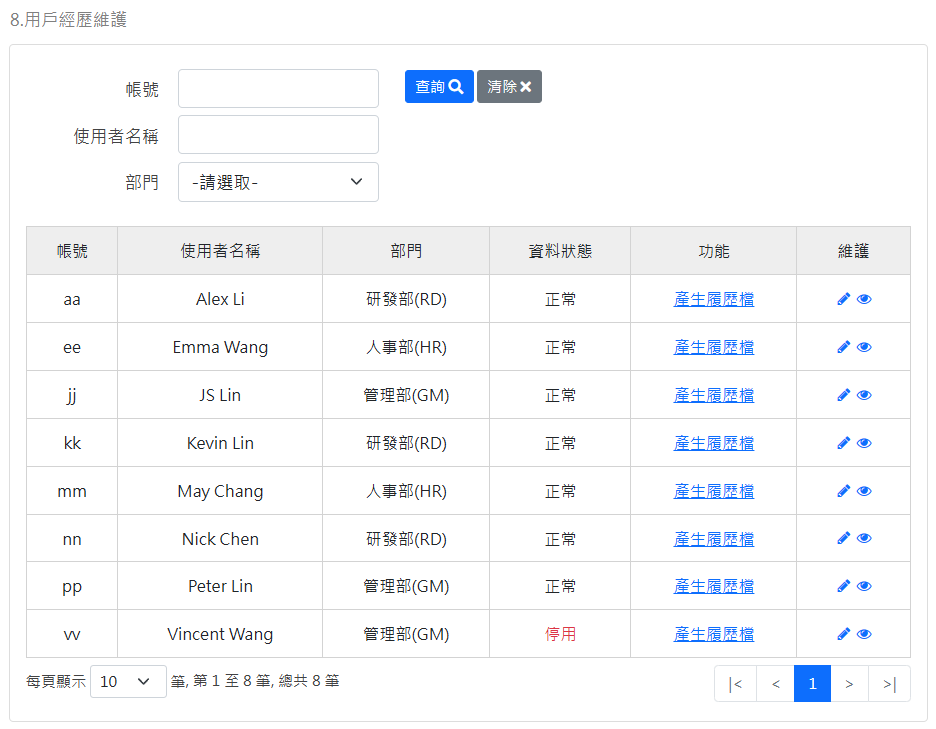 8.用戶經歷維護
帳號 查詢 清除
使用者名稱
部門 -請選取-
帳號 使用者名稱 部門 資料狀態 功能 維護
aa Alex Li 研發部(RD) 正常 產生履歷檔
ee Emma Wang 人事部(HR) 正常 產生履歷檔
jj JS Lin 管理部(GM) 正常 產生履歷檔
kk Kevin Lin 研發部(RD) 正常 產生履歷檔
mm May Chang 人事部(HR) 正常 產生履歷檔
nn Nick Chen 研發部(RD) 正常 產生履歷檔
pp Peter Lin 管理部(GM) 正常 產生履歷檔
vv Vincent Wang 管理部(GM) 停用 產生履歷檔
每頁顯示 10 筆, 第 1 至 8 筆, 總共 8 筆 |< < 1 > >|